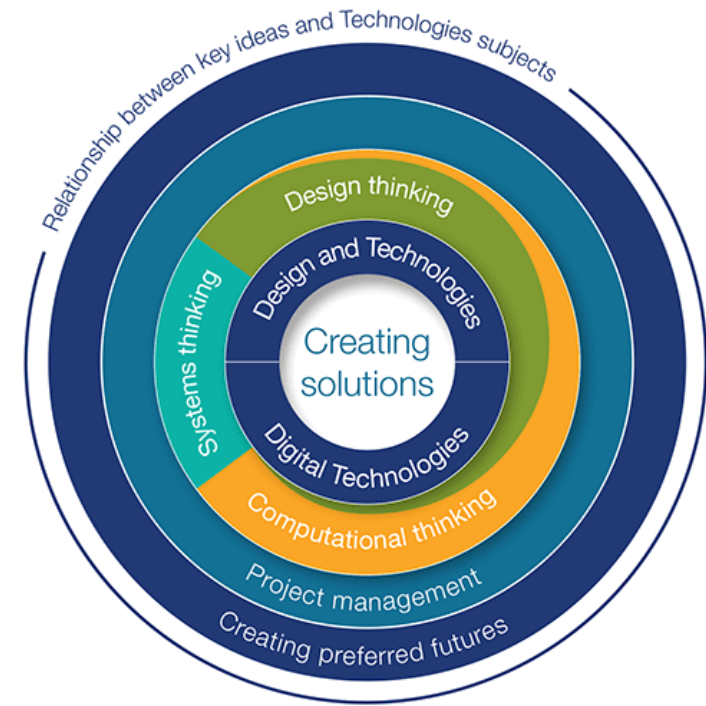 Relationship between key ideas and Technologies subjects
Design thinking
Design and Technologies
Systems thinking
Creating
solutions
Digital Technologies
Computational thinking
Project management
Creating preferred futures